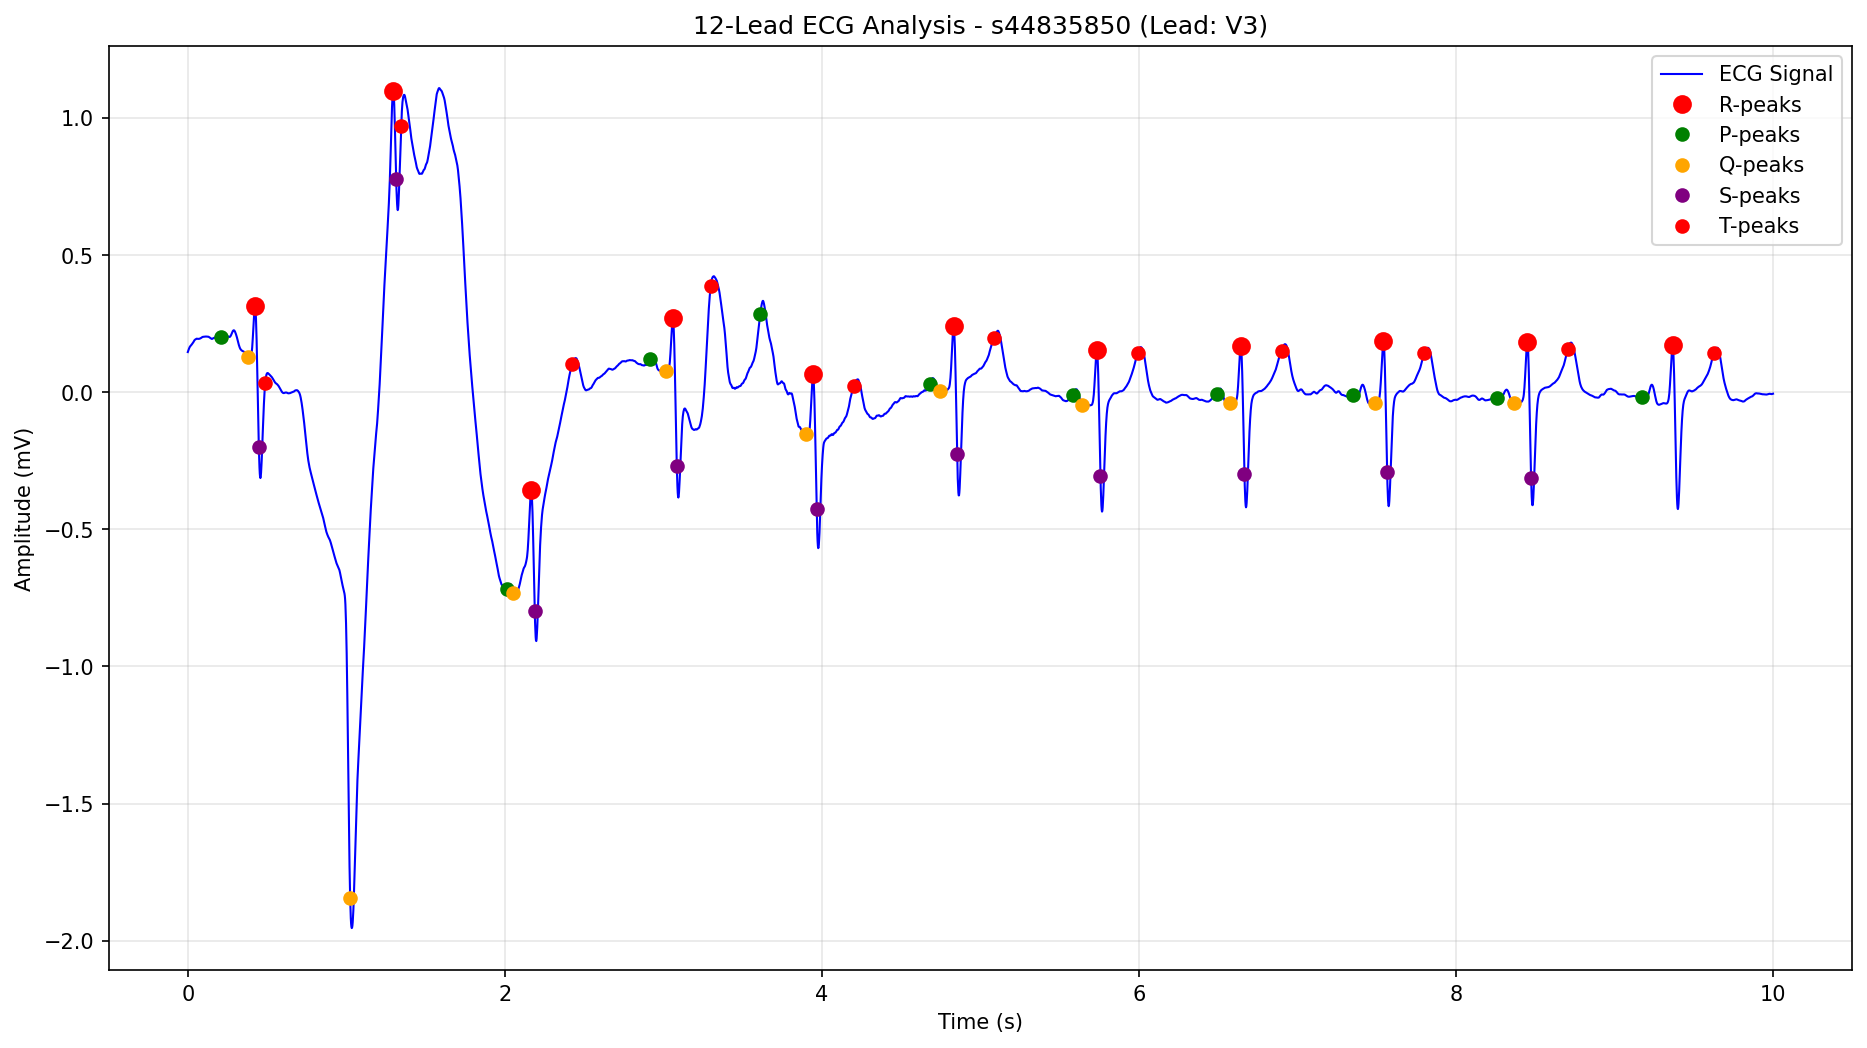 12-Lead ECG Analysis - s44835850 (Lead: V3)
ECG Signal
R-peaks
P-peaks
Q-peaks
S-peaks
T-peaks
Amplitude (mV)
1.0
0.5
0.0
−0.5
−1.0
−1.5
−2.0
0 2 4 6 8 10
Time (s)